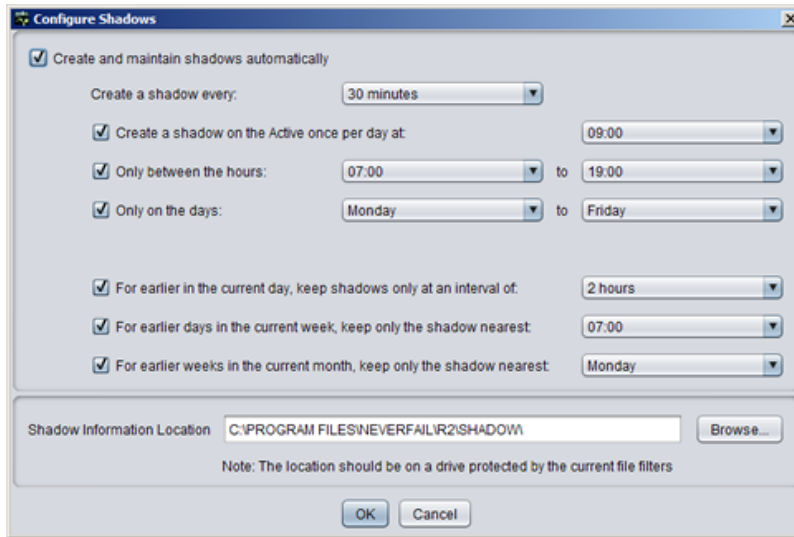 Configure Shadows
Create and maintain shadows automatically
Create a shadow every: 30 minutes
Create a shadow on the Active once per day at: 09:00
Only between the hours: 07:00 to 19:00
Only on the days: Monday to Friday
For earlier in the current day, keep shadows only at an interval of: 2 hours
For earlier days in the current week, keep only the shadow nearest: 07:00
For earlier weeks in the current month, keep only the shadow nearest: Monday
Shadow Information Location C:\PROGRAM FILES\NEVERFAIL\R2\SHADOW\ Browse...
Note: The location should be on a drive protected by the current file filters
OK Cancel